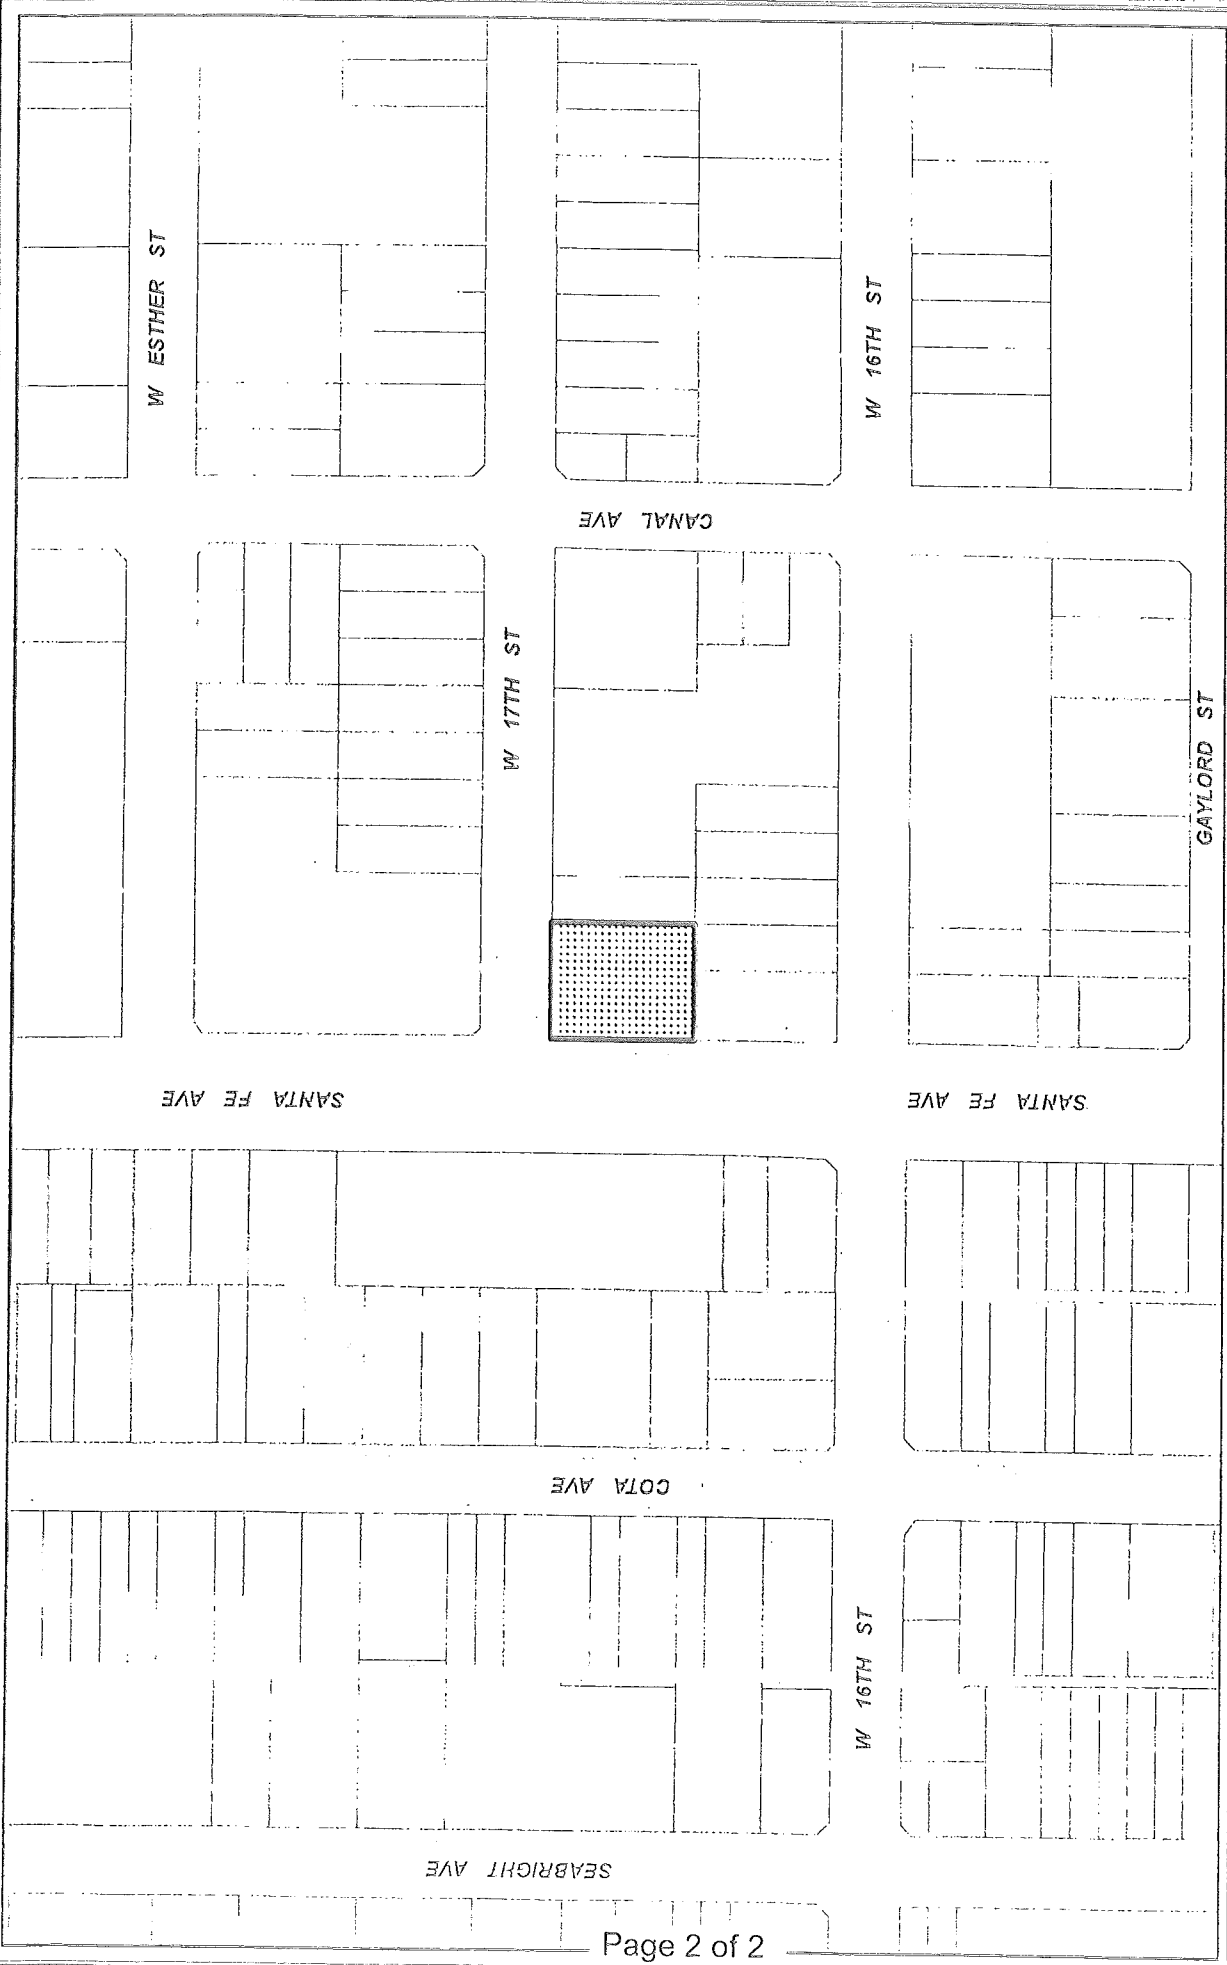 W ESTHER ST
W 16TH ST
CANAL AVE
W 17TH ST
GAYLORD ST
SANTA FE AVE
SANTA FE AVE
COTA AVE
W 16TH ST
SEABRIGHT AVE
Page 2 of 2